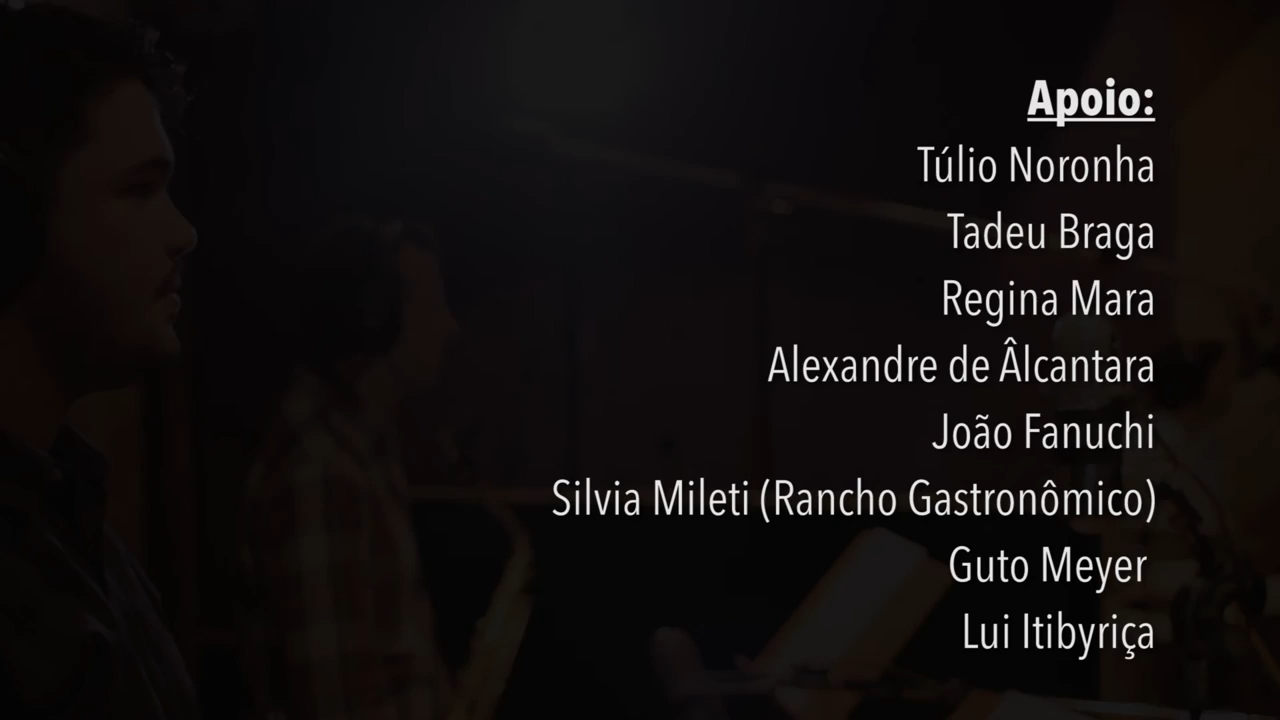 Apoio:
Túlio Noronha
Tadeu Braga
Regina Mara
Alexandre de Âlcantara
João Fanuchi
Silvia Mileti (Rancho Gastronômico)
Guto Meyer
Lui Itibyriça